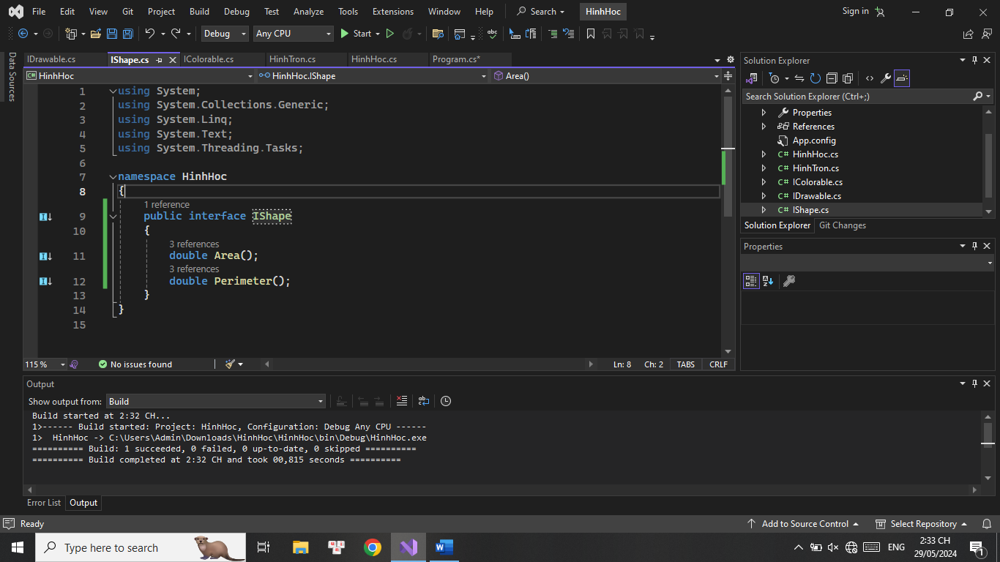 File Edit View Git Project Build Debug Test Analyze Tools Extensions Window Help Search HinhHoc Sign in
Debug Any CPU Start
Data Sources
IDrawable.cs IShape.cs IColorable.cs HinhTron.cs HinhHoc.cs Program.cs*
C# HinhHoc HinhHoc.IShape Area()
1 using System;
2 using System.Collections.Generic;
3 using System.Linq;
4 using System.Text;
5 using System.Threading.Tasks;
6
7 namespace HinhHoc
8 {
1 reference
9 public interface IShape
10 {
3 references
11 double Area();
3 references
12 double Perimeter();
13 }
14 }
15
115 % No issues found Ln: 8 Ch: 2 TABS CRLF
Solution Explorer
Search Solution Explorer (Ctrl+;)
Properties
References
App.config
C# HinhHoc.cs
C# HinhTron.cs
C# IColorable.cs
C# IDrawable.cs
C# IShape.cs
Solution Explorer Git Changes
Properties
Output
Show output from: Build
Build started at 2:32 CH...
1>------ Build started: Project: HinhHoc, Configuration: Debug Any CPU ------
1> HinhHoc -> C:\Users\Admin\Downloads\HinhHoc\HinhHoc\bin\Debug\HinhHoc.exe
========== Build: 1 succeeded, 0 failed, 0 up-to-date, 0 skipped ==========
========== Build completed at 2:32 CH and took 00,815 seconds ==========
Error List Output
Ready Add to Source Control Select Repository
Type here to search ENG 2:33 CH
29/05/2024 1